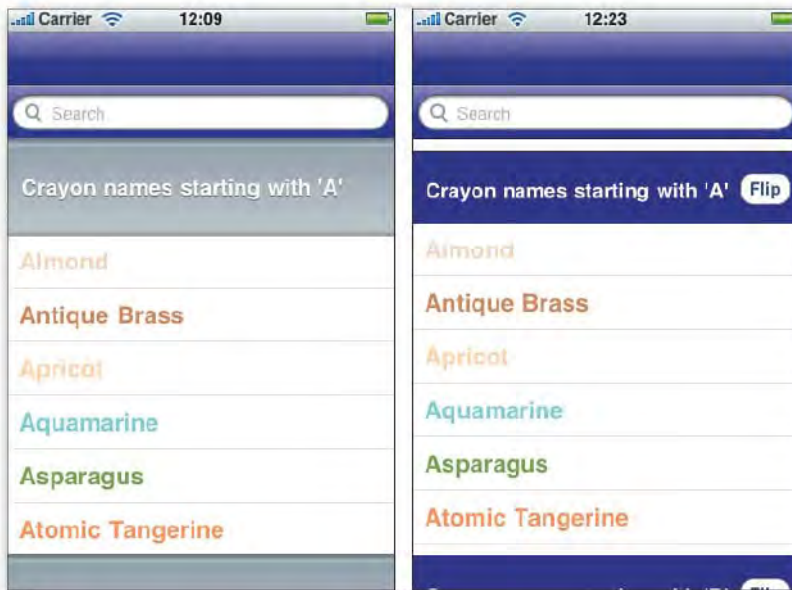 Carrier 12:09
Search
Crayon names starting with 'A'
Almond
Antique Brass
Apricot
Aquamarine
Asparagus
Atomic Tangerine
Carrier 12:23
Search
Crayon names starting with 'A' Flip
Almond
Antique Brass
Apricot
Aquamarine
Asparagus
Atomic Tangerine